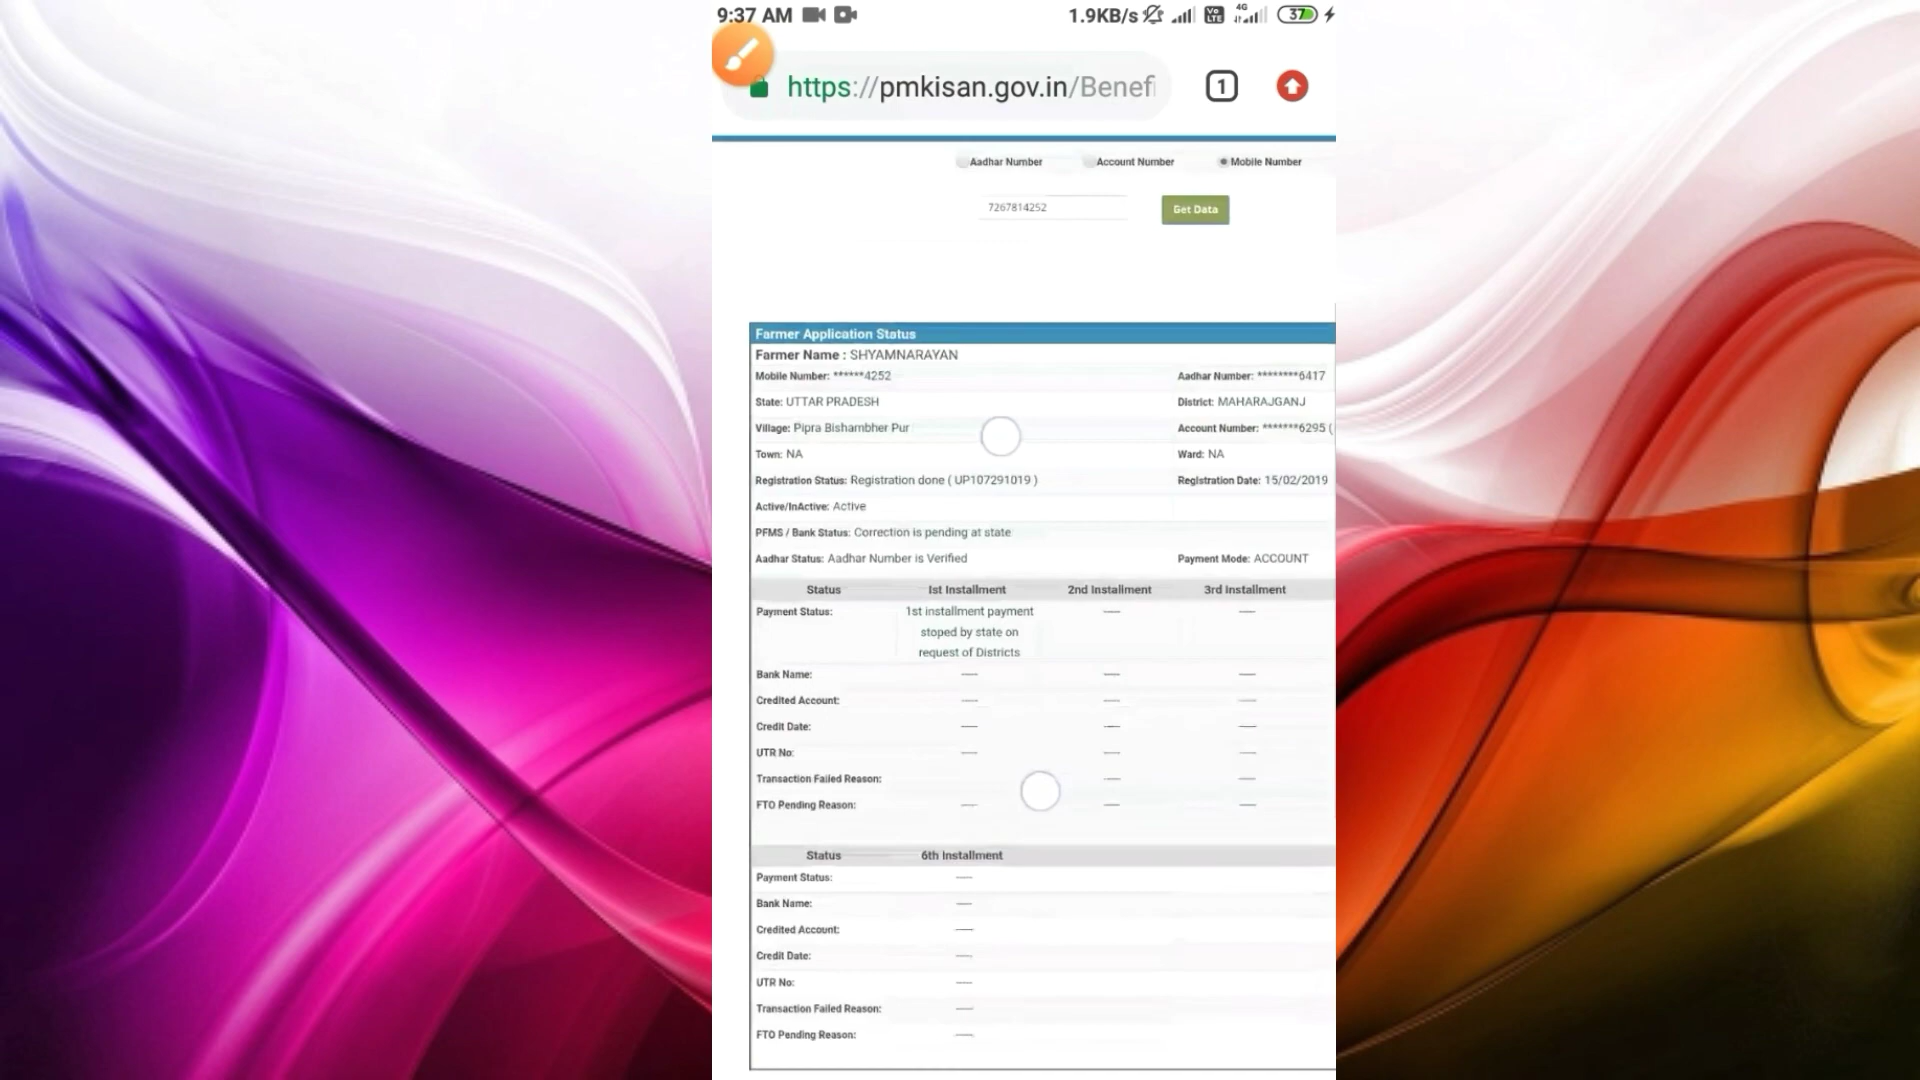 9:37 AM 1.9KB/s Vo LTE 4G 37
https://pmkisan.gov.in/Benefi 1
Aadhar Number Account Number Mobile Number
7267814252 Get Data
Farmer Application Status
Farmer Name : SHYAMNARAYAN
Mobile Number: ******4252 Aadhar Number: ********6417
State: UTTAR PRADESH District: MAHARAJGANJ
Village: Pipra Bishambher Pur Account Number: *******6295 (
Town: NA Ward: NA
Registration Status: Registration done ( UP107291019 ) Registration Date: 15/02/2019
Active/InActive: Active
PFMS / Bank Status: Correction is pending at state
Aadhar Status: Aadhar Number is Verified Payment Mode: ACCOUNT
Status Ist Installment 2nd Installment 3rd Installment
Payment Status: 1st installment payment —— ——
stoped by state on
request of Districts
Bank Name: —— —— ——
Credited Account: —— —— ——
Credit Date: —— —— ——
UTR No: —— —— ——
Transaction Failed Reason: —— ——
FTO Pending Reason: —— —— ——
Status 6th Installment
Payment Status: ——
Bank Name: ——
Credited Account: ——
Credit Date: ——
UTR No: ——
Transaction Failed Reason: ——
FTO Pending Reason: ——